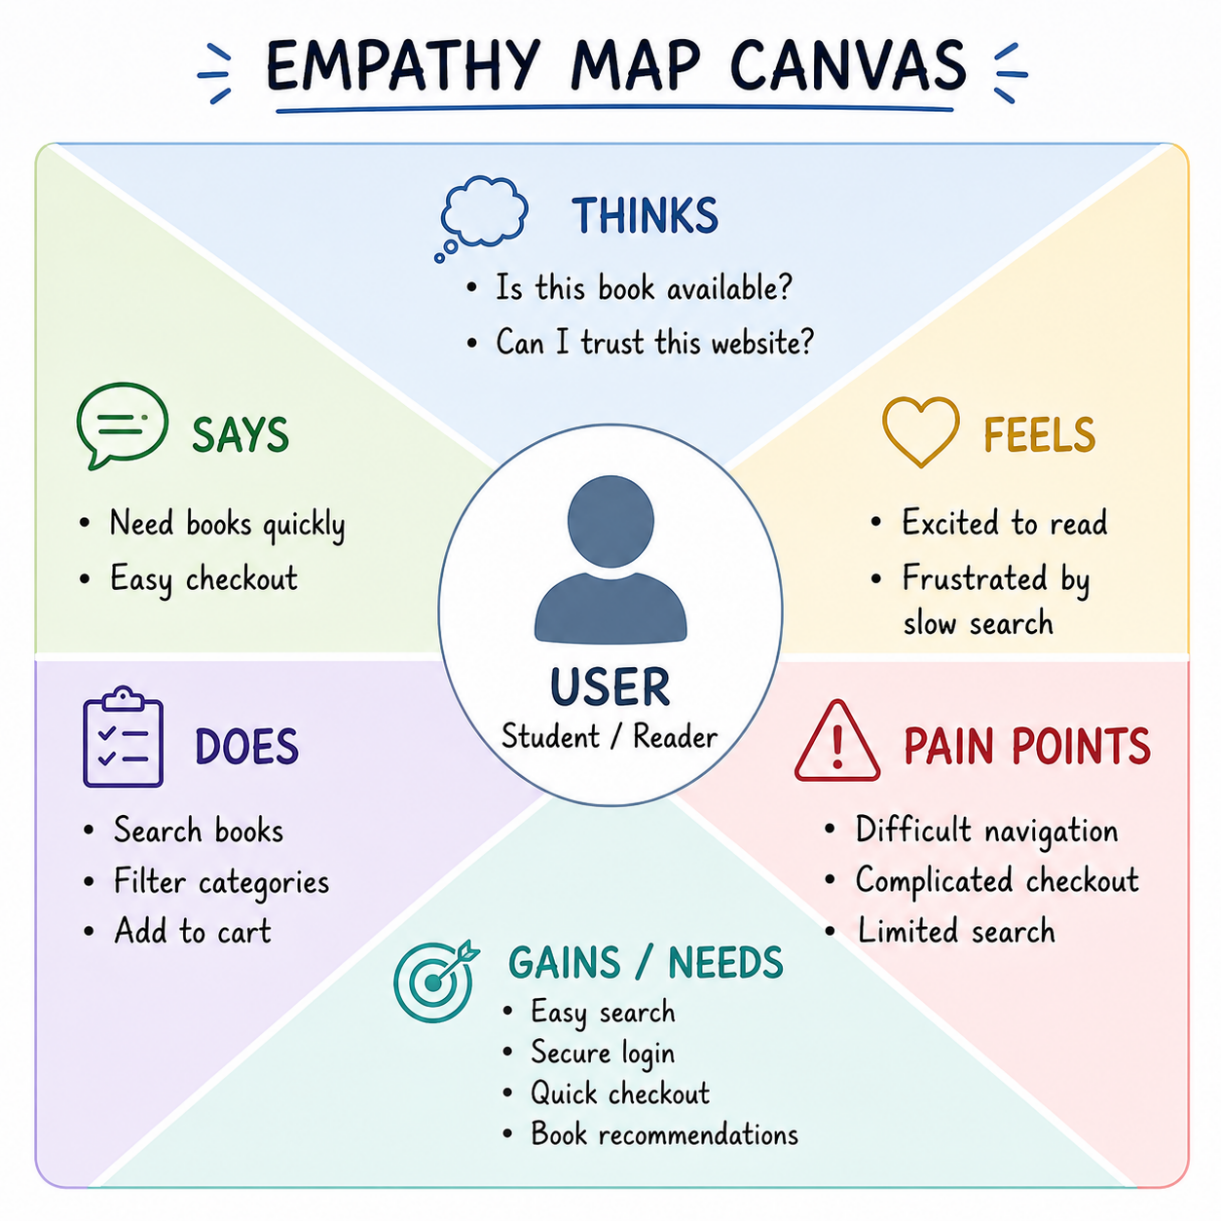 EMPATHY MAP CANVAS
THINKS
• Is this book available?
• Can I trust this website?
SAYS
• Need books quickly
• Easy checkout
FEELS
• Excited to read
• Frustrated by
slow search
USER
Student / Reader
DOES
• Search books
• Filter categories
• Add to cart
PAIN POINTS
• Difficult navigation
• Complicated checkout
• Limited search
GAINS / NEEDS
• Easy search
• Secure login
• Quick checkout
• Book recommendations